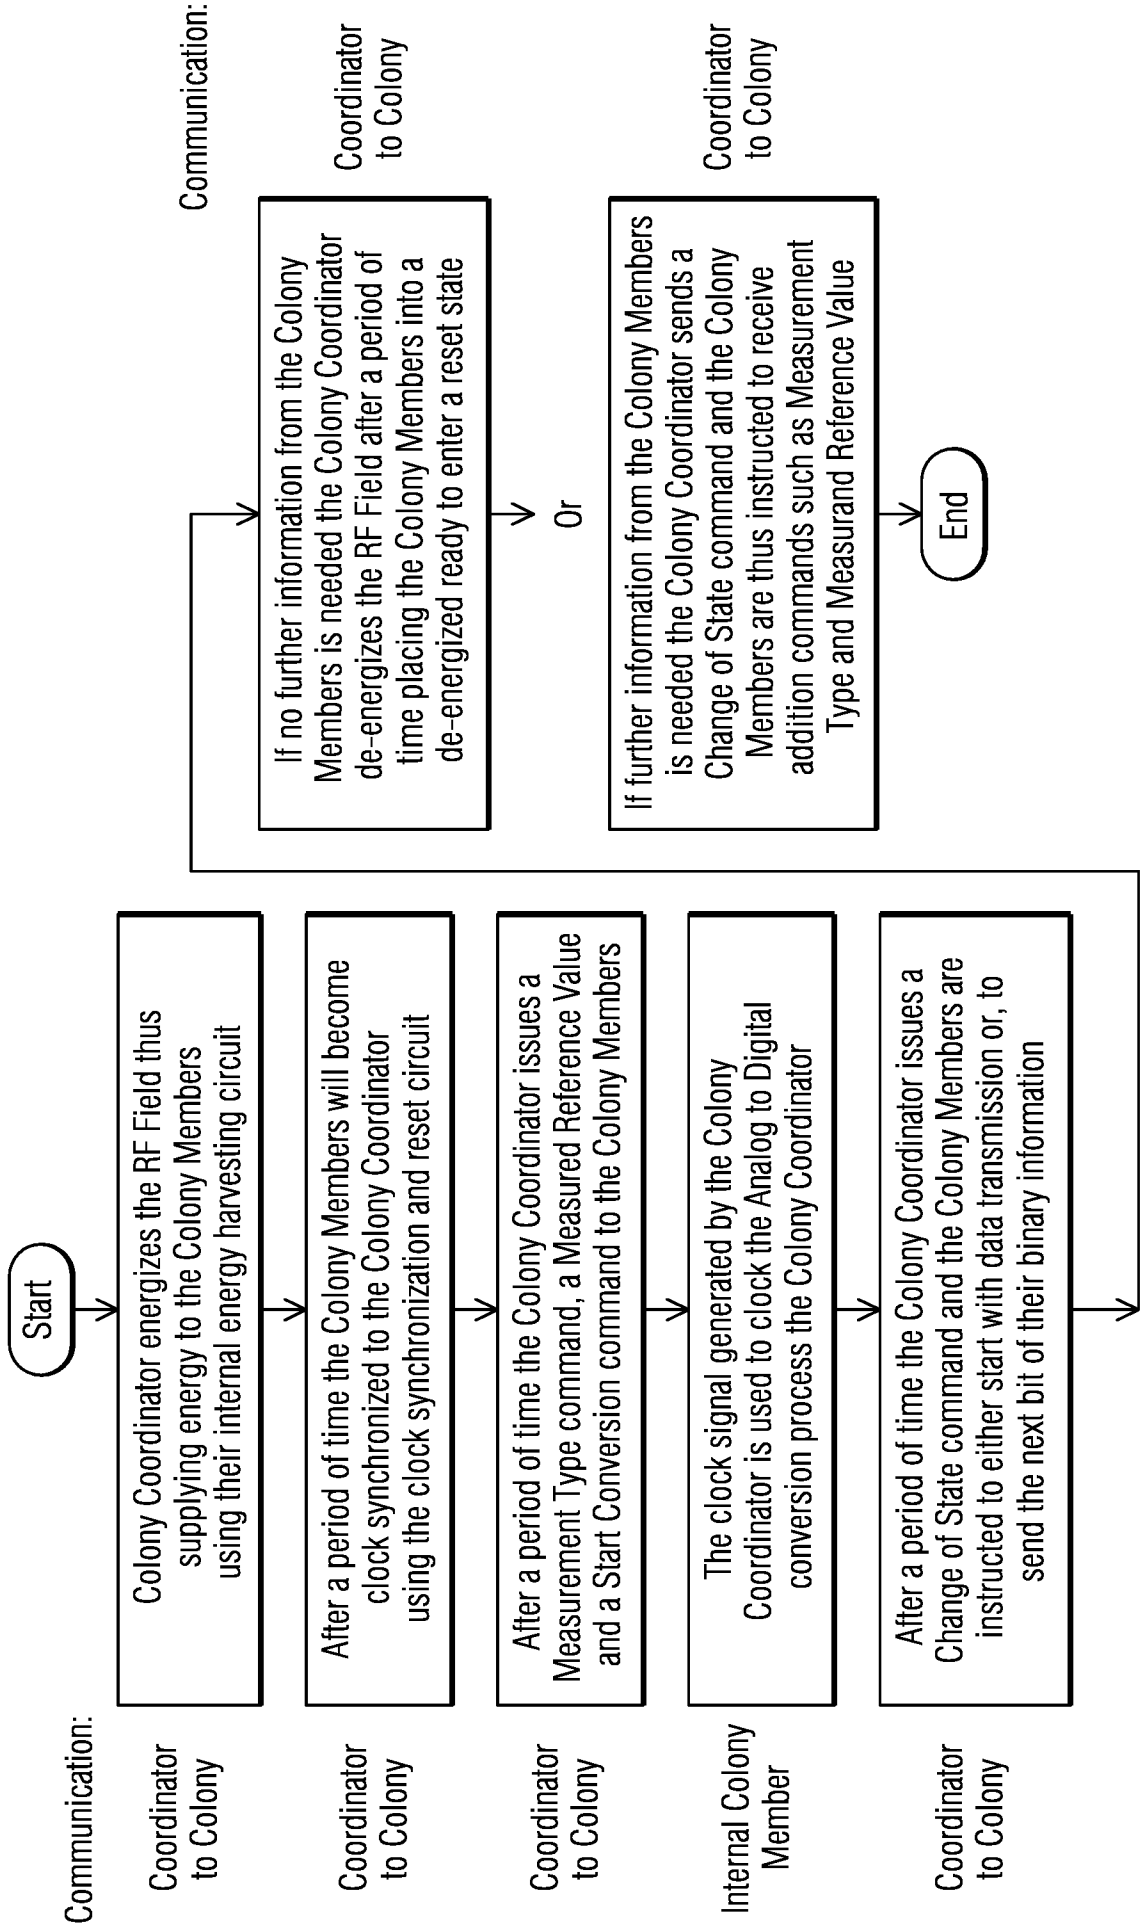 Start
Communication:
Coordinator
to Colony
Colony Coordinator energizes the RF Field thus
supplying energy to the Colony Members
using their internal energy harvesting circuit
Coordinator
to Colony
After a period of time the Colony Members will become
clock synchronized to the Colony Coordinator
using the clock synchronization and reset circuit
Coordinator
to Colony
After a period of time the Colony Coordinator issues a
Measurement Type command, a Measured Reference Value
and a Start Conversion command to the Colony Members
Internal Colony
Member
The clock signal generated by the Colony
Coordinator is used to clock the Analog to Digital
conversion process the Colony Coordinator
Coordinator
to Colony
After a period of time the Colony Coordinator issues a
Change of State command and the Colony Members are
instructed to either start with data transmission or, to
send the next bit of their binary information
Communication:
If no further information from the Colony
Members is needed the Colony Coordinator
de-energizes the RF Field after a period of
time placing the Colony Members into a
de-energized ready to enter a reset state
Coordinator
to Colony
Or
If further information from the Colony Members
is needed the Colony Coordinator sends a
Change of State command and the Colony
Members are thus instructed to receive
addition commands such as Measurement
Type and Measurand Reference Value
Coordinator
to Colony
End